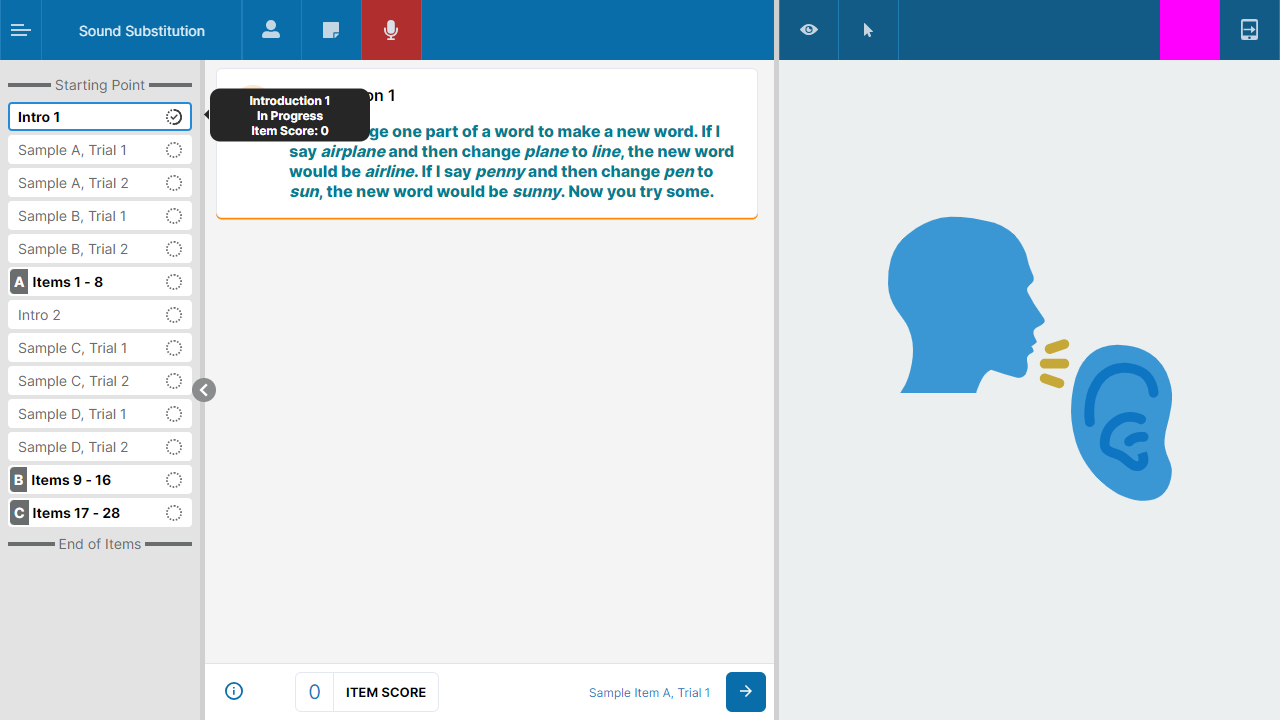 Sound Substitution
Starting Point
Intro 1
Sample A, Trial 1
Sample A, Trial 2
Sample B, Trial 1
Sample B, Trial 2
A Items 1 - 8
Intro 2
Sample C, Trial 1
Sample C, Trial 2
Sample D, Trial 1
Sample D, Trial 2
B Items 9 - 16
C Items 17 - 28
End of Items
Introduction 1
In Progress
Item Score: 0
on 1
ge one part of a word to make a new word. If I
say airplane and then change plane to line, the new word
would be airline. If I say penny and then change pen to
sun, the new word would be sunny. Now you try some.
0 ITEM SCORE
Sample Item A, Trial 1